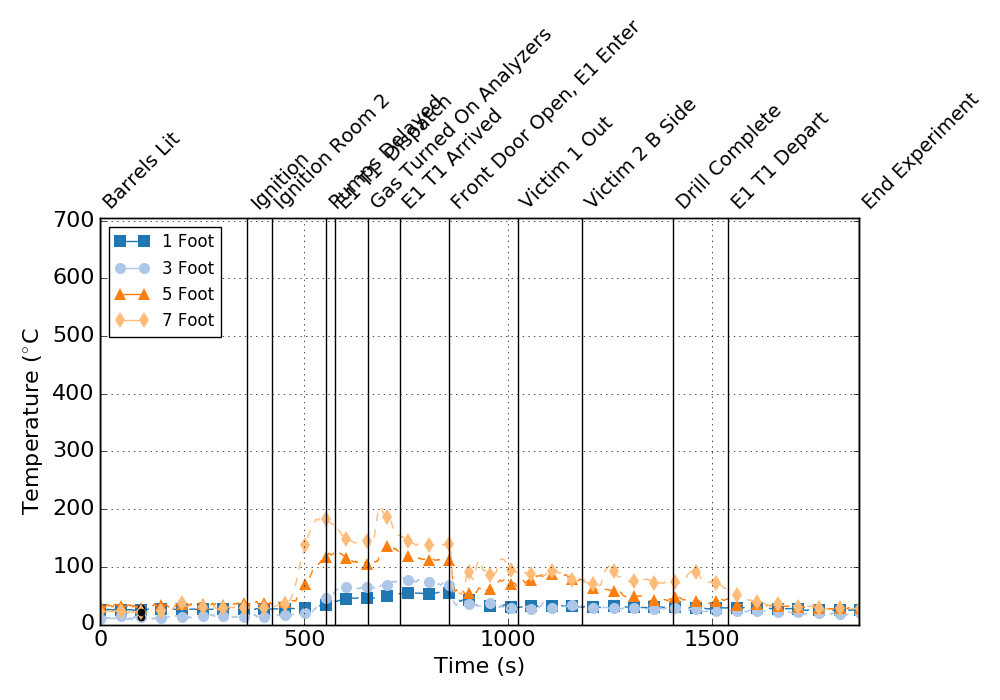 Barrels Lit
Ignition
Ignition Room 2
Pumps Delayed
E1 T1 Dispatch
Gas Turned On Analyzers
E1 T1 Arrived
Front Door Open, E1 Enter
Victim 1 Out
Victim 2 B Side
Drill Complete
E1 T1 Depart
End Experiment
700
600
500
400
300
200
100
0
Temperature (°C
1 Foot
3 Foot
5 Foot
7 Foot
0 500 1000 1500
Time (s)